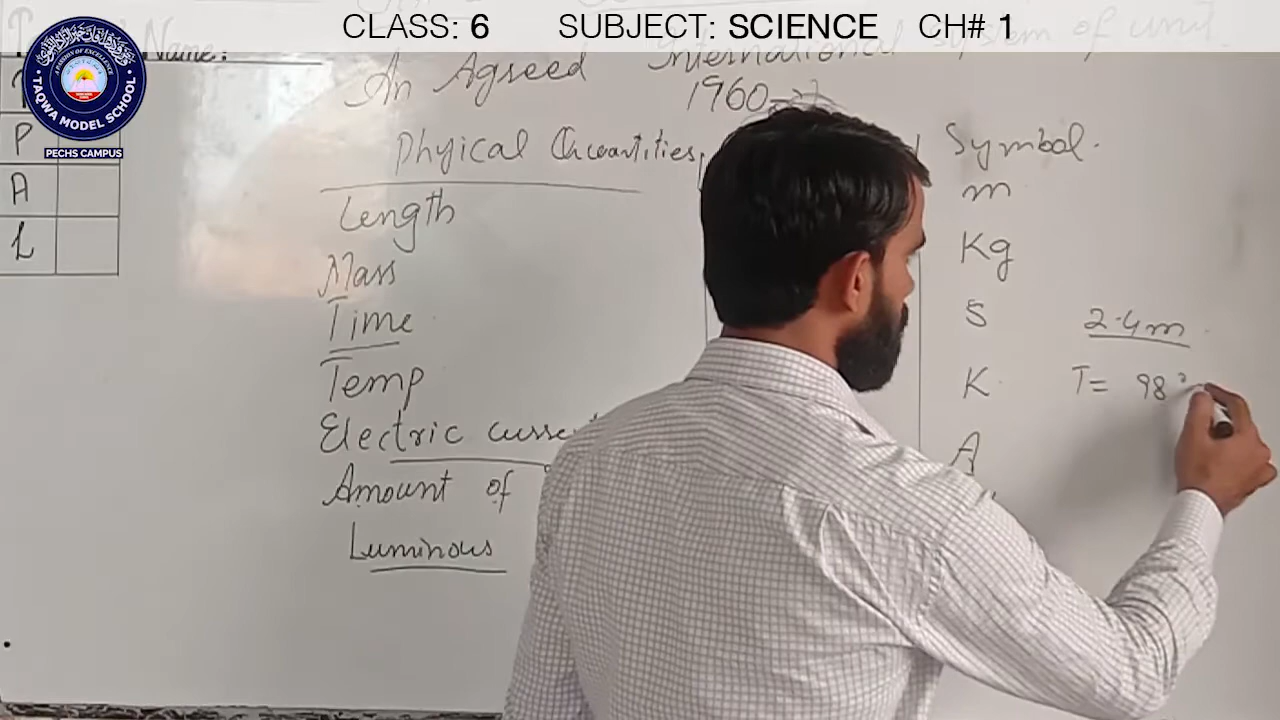 CLASS: 6 SUBJECT: SCIENCE CH# 1
TAQWA MODEL SCHOOL
PECHS CAMPUS
Name:
An Agreed International system of unit.
1960
Phyical Quantities, Symbol.
Length m
Mass Kg
Time S 2.4m
Temp K T= 98°
Electric curre A
Amount of
Luminous
P
A
L